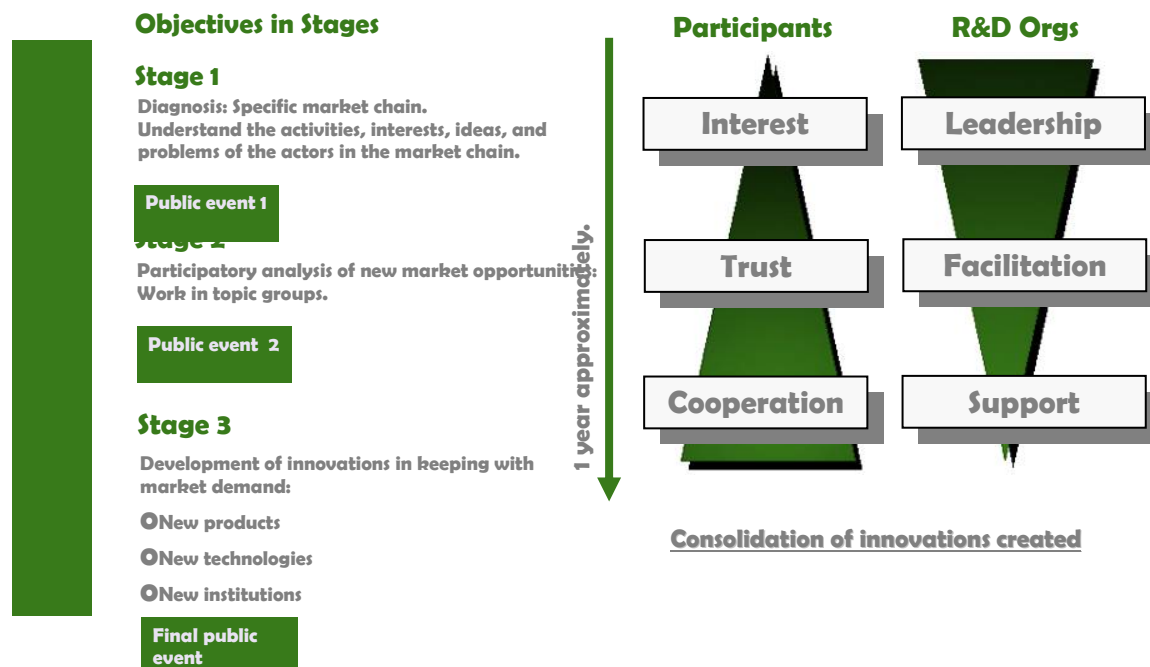 Objectives in Stages
Stage 1
Diagnosis: Specific market chain.
Understand the activities, interests, ideas, and
problems of the actors in the market chain.
Public event 1
Stage 2
Participatory analysis of new market opportunities:
Work in topic groups.
Public event 2
Stage 3
Development of innovations in keeping with
market demand:
New products
New technologies
New institutions
Final public
event
1 year approximately.
Participants
R&D Orgs
Interest
Leadership
Trust
Facilitation
Cooperation
Support
Consolidation of innovations created